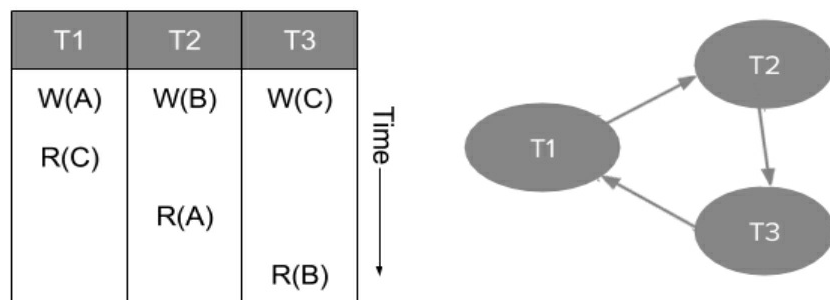 T1 T2 T3
W(A) W(B) W(C)
R(C)
R(A)
R(B)
Time
T1
T2
T3